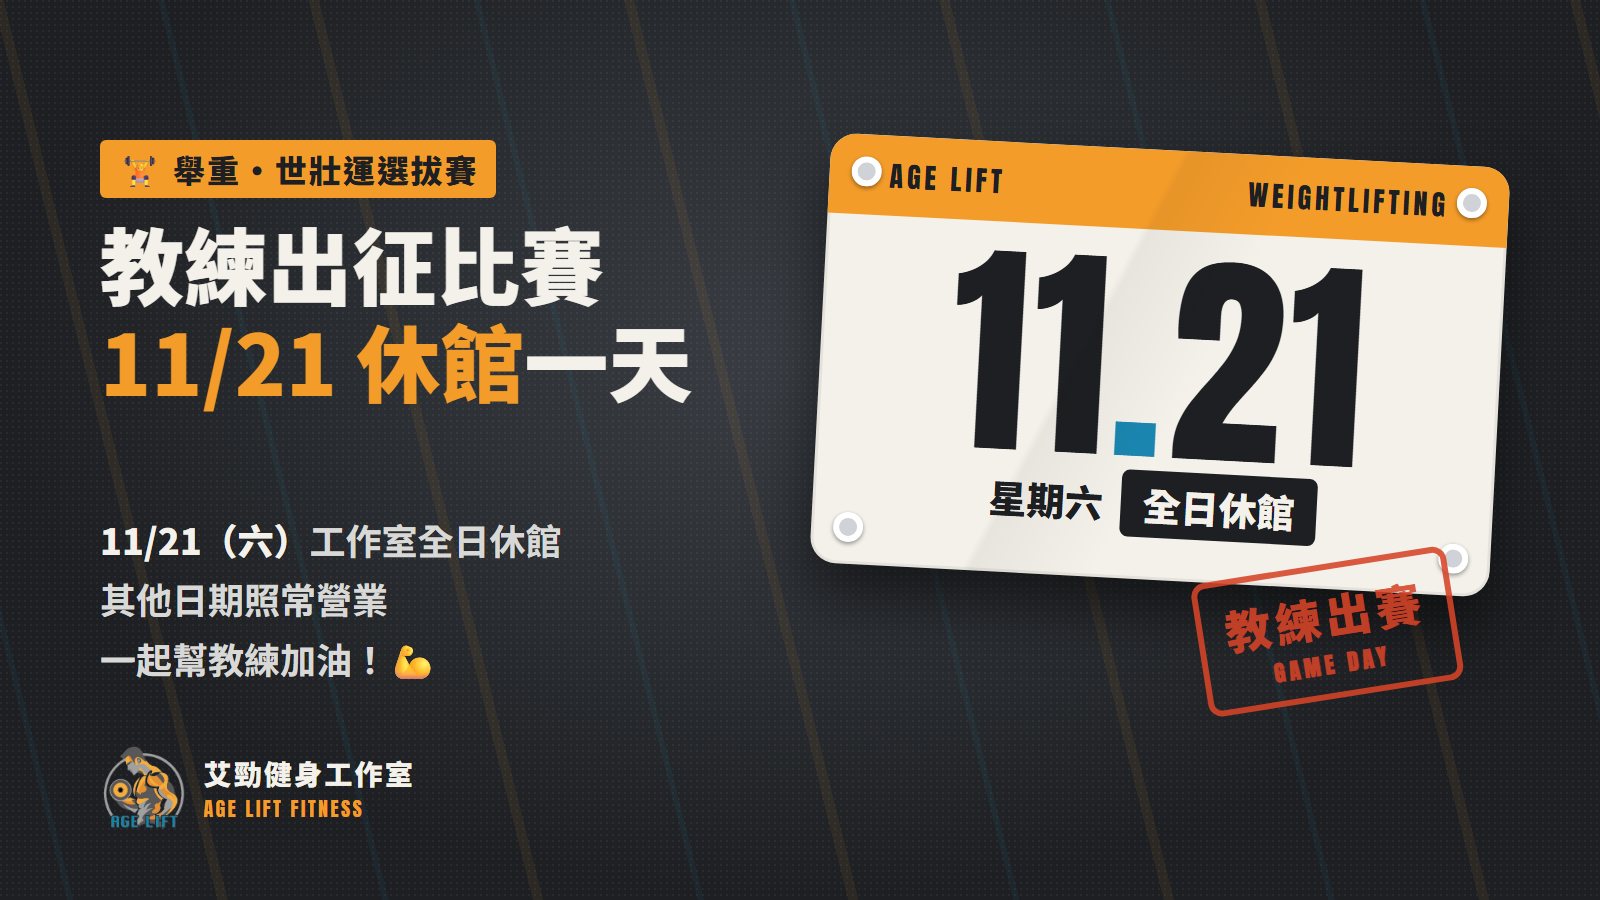 舉重・世壯運選拔賽
教練出征比賽
11/21 休館一天
11/21（六）工作室全日休館
其他日期照常營業
一起幫教練加油！
AGE LIFT
艾勁健身工作室
AGE LIFT FITNESS
AGE LIFT
WEIGHTLIFTING
11.21
星期六 全日休館
教練出賽
GAME DAY